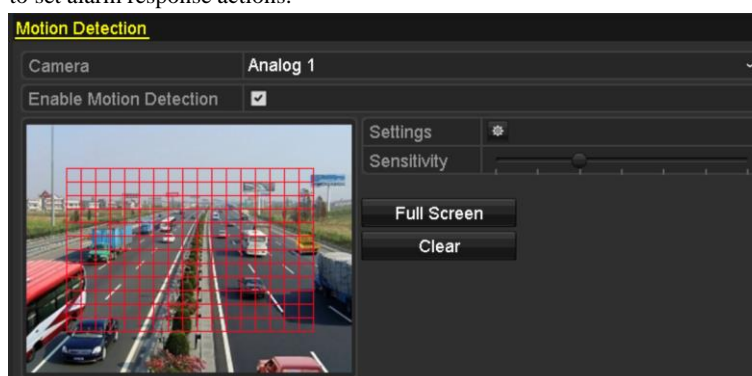 to set alarm response actions.
Motion Detection
Camera Analog 1
Enable Motion Detection
Settings
Sensitivity
Full Screen
Clear